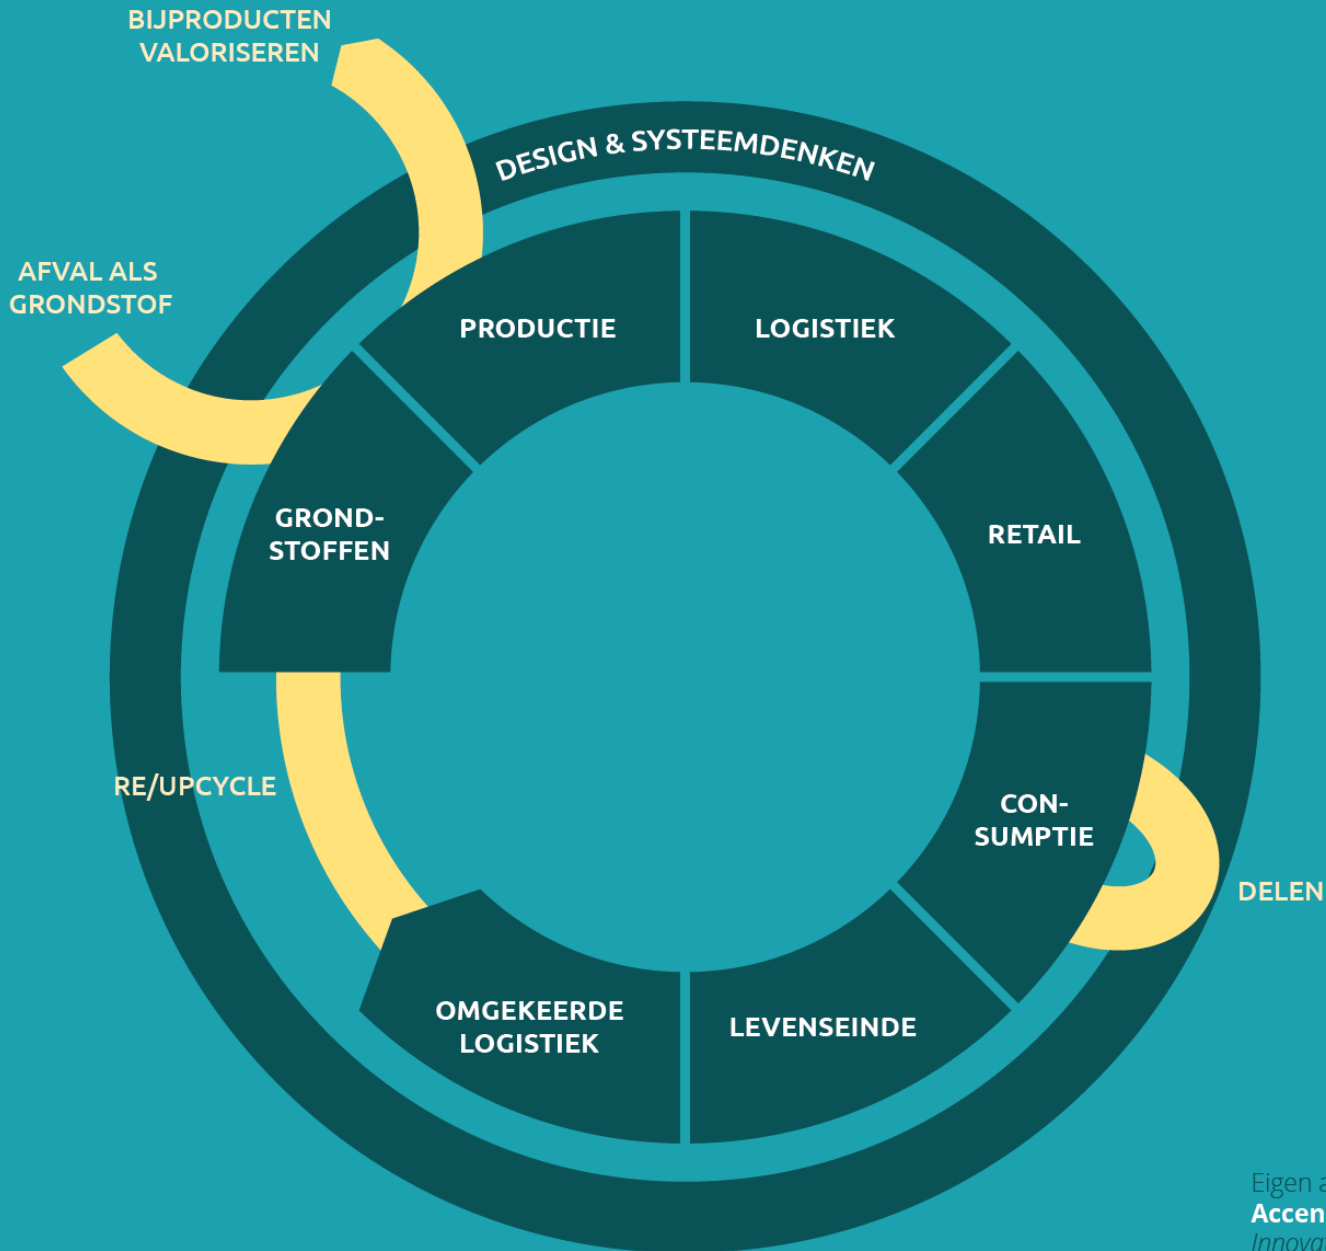 BIJPRODUCTEN
VALORISEREN
DESIGN & SYSTEEMDENKEN
AFVAL ALS
GRONDSTOF
PRODUCTIE
LOGISTIEK
GROND-
STOFFEN
RETAIL
RE/UPCYCLE
CON-
SUMPTIE
DELEN
OMGEKEERDE
LOGISTIEK
LEVENSEINDE
Eigen